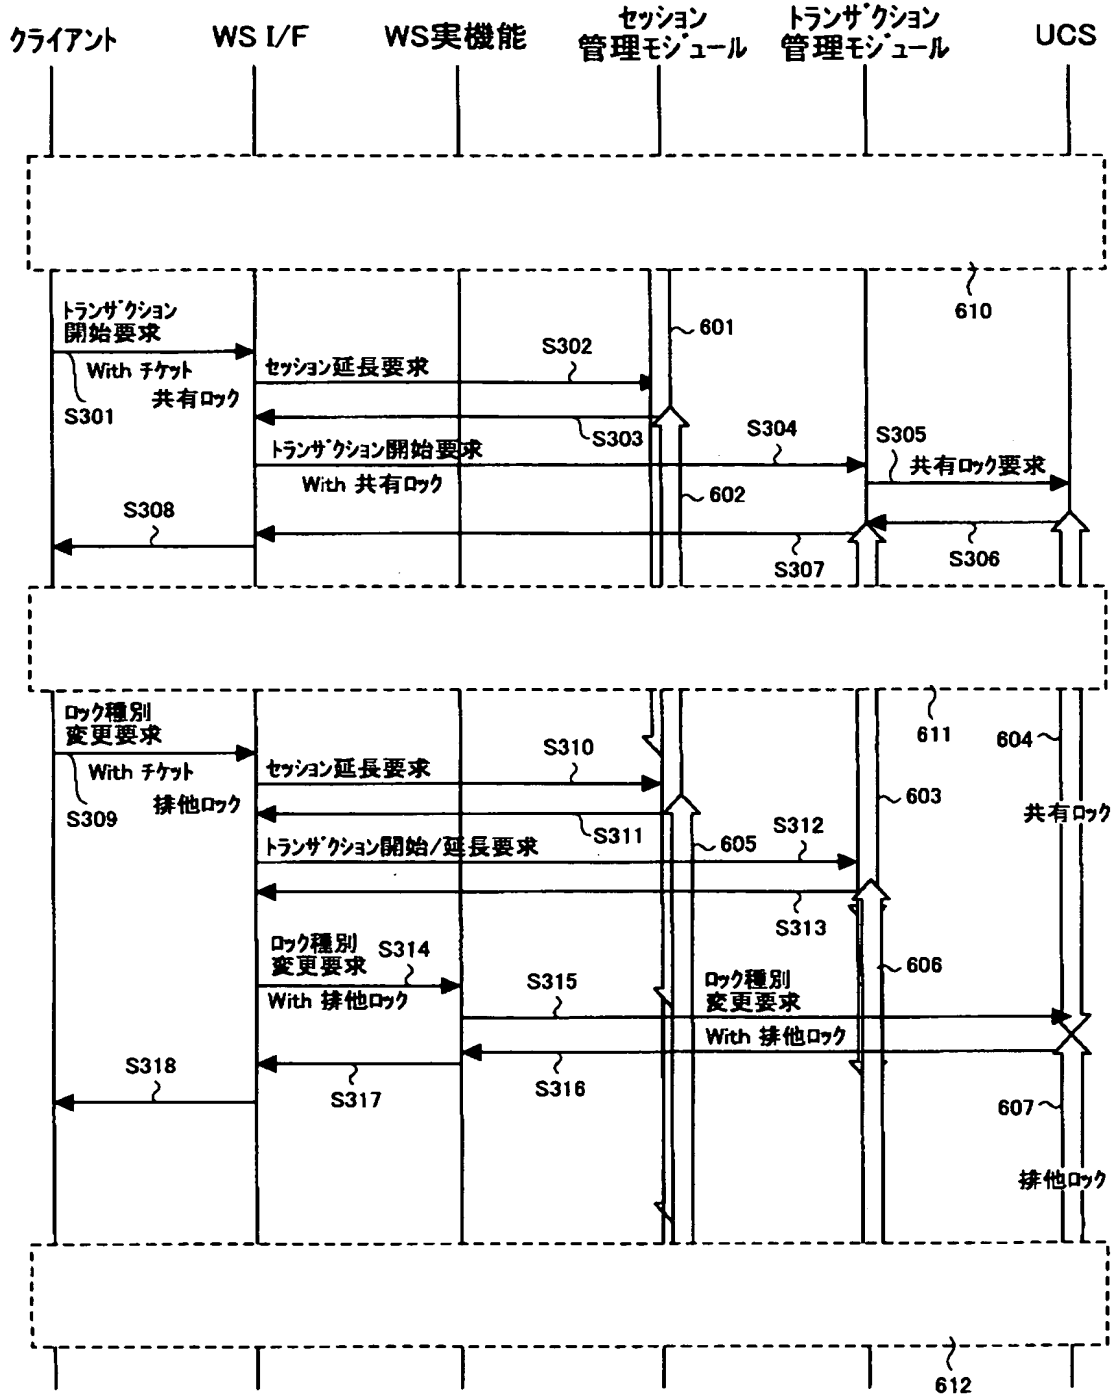 クライアント
WS I/F
WS実機能
セッション
管理モジュール
トランザクション
管理モジュール
UCS
610
トランザクション
開始要求
With チケット
共有ロック
S301
セッション延長要求
S302
601
S303
トランザクション開始要求
With 共有ロック
S304
S305
共有ロック要求
602
S308
S307
S306
611
604
ロック種別
変更要求
With チケット
排他ロック
S309
セッション延長要求
S310
603
共有ロック
S311
605
S312
トランザクション開始/延長要求
S313
ロック種別
変更要求
With 排他ロック
S314
606
S315
ロック種別
変更要求
With 排他ロック
S318
S317
S316
607
排他ロック
612